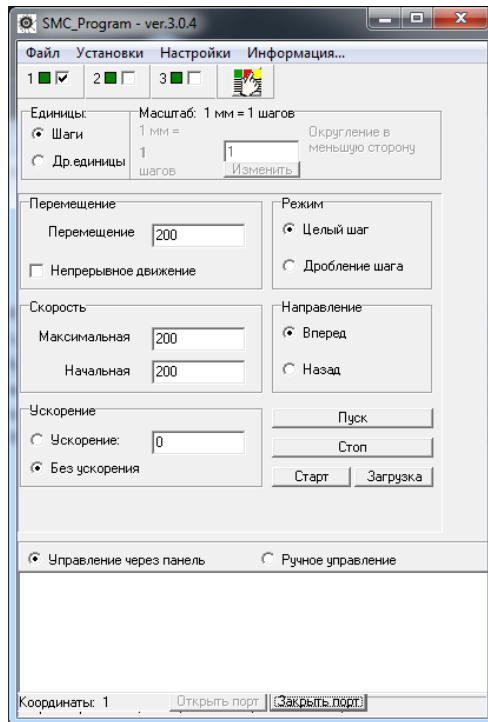 SMC_Program - ver.3.0.4
Файл Установки Настройки Информация...
1 2 3
Единицы: Масштаб: 1 мм = 1 шагов
Шаги
Др.единицы
1 мм =
1
шагов
1
Изменить
Округление в
меньшую сторону
Перемещение
Перемещение 200
Непрерывное движение
Режим
Целый шаг
Дробление шага
Скорость
Максимальная 200
Начальная 200
Направление
Вперед
Назад
Ускорение
Ускорение: 0
Без ускорения
Пуск
Стоп
Старт Загрузка
Управление через панель Ручное управление
Координаты: 1 Открыть порт Закрыть порт